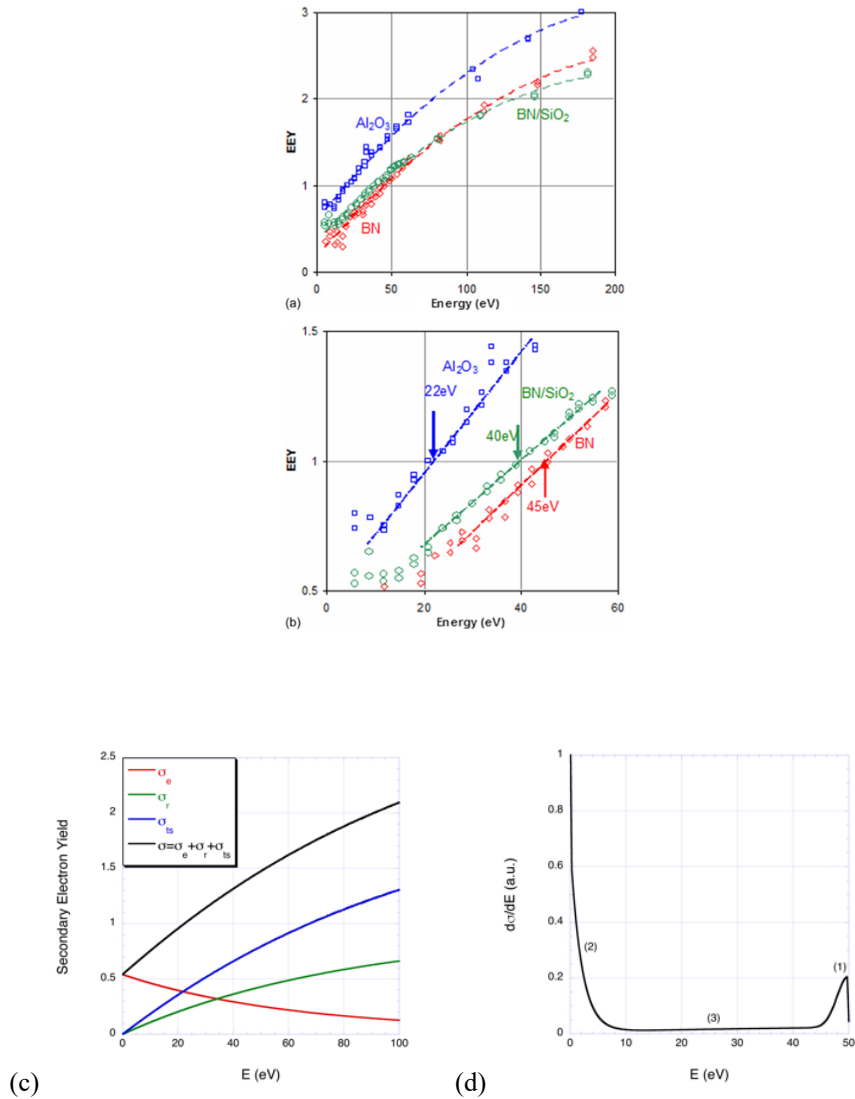 3
2
1
0
EEY
Al₂O₃
BN/SiO₂
BN
0 50 100 150 200
Energy (eV)
(a)
1.5
1
0.5
EEY
Al₂O₃
22eV
BN/SiO₂
40eV
BN
45eV
0 20 40 60
Energy (eV)
(b)
2.5
2
1.5
1
0.5
0
Secondary Electron Yield
σe
σr
σts
σ=σe+σr+σts
0 20 40 60 80 100
E (eV)
(c)
1
0.8
0.6
0.4
0.2
0
dσ/dE (a.u.)
(2)
(3)
(1)
0 10 20 30 40 50
E (eV)
(d)